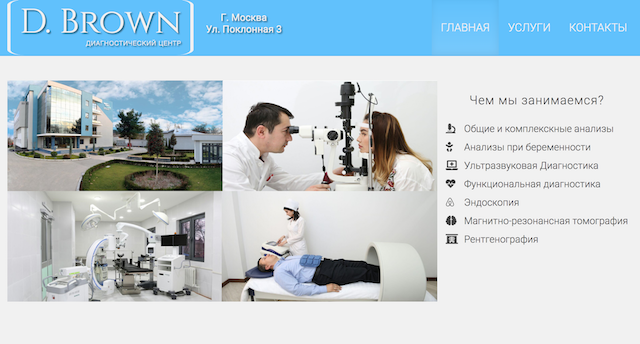 D. BROWN
ДИАГНОСТИЧЕСКИЙ ЦЕНТР
Г. Москва
Ул. Поклонная 3
ГЛАВНАЯ УСЛУГИ КОНТАКТЫ
Чем мы занимаемся?
Общие и комплексные анализы
Анализы при беременности
Ультразвуковая Диагностика
Функциональная диагностика
Эндоскопия
Магнитно-резонасная томография
Рентгенография